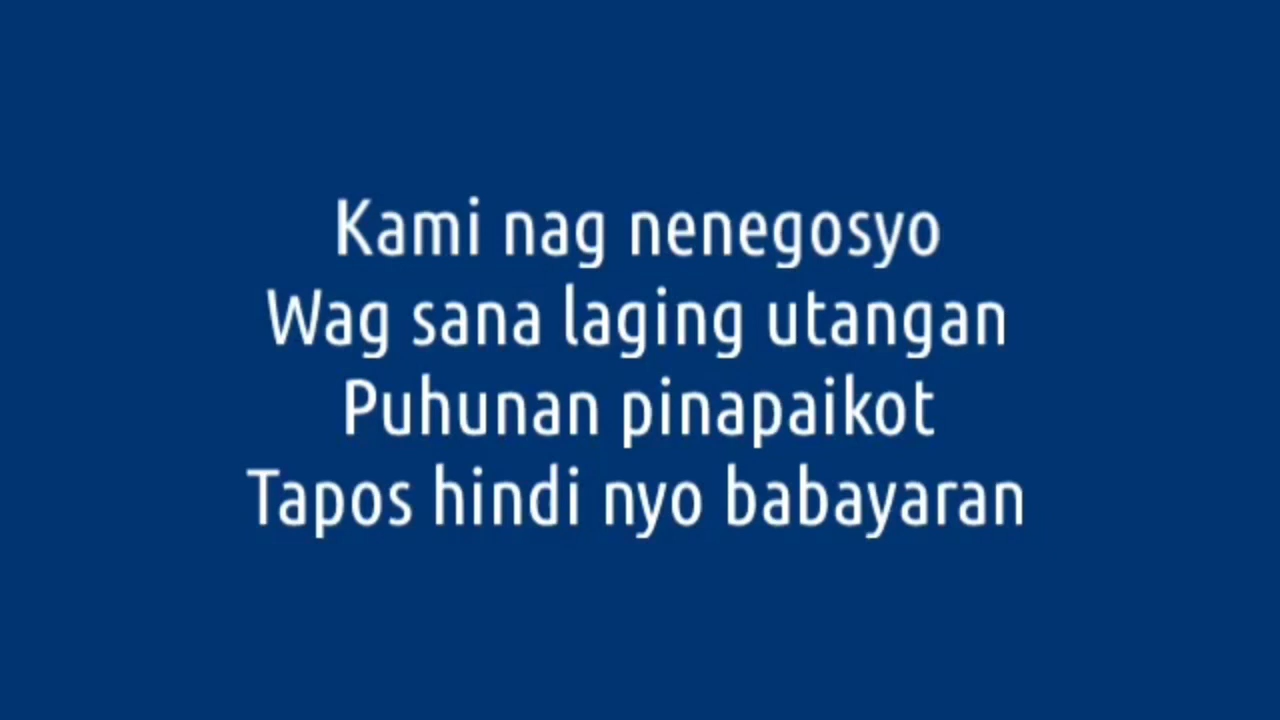 Kami nag nenegosyo
Wag sana laging utangan
Puhunan pinapaikot
Tapos hindi nyo babayaran